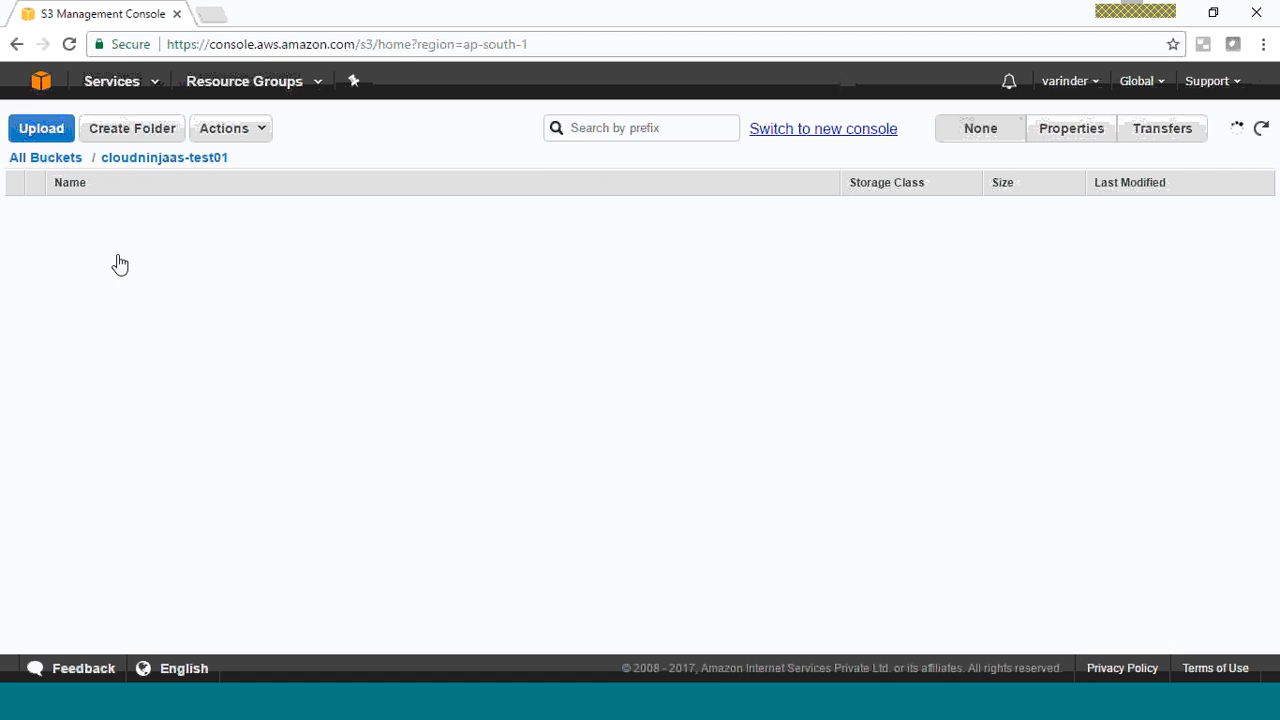 S3 Management Console
Secure https://console.aws.amazon.com/s3/home?region=ap-south-1
Services Resource Groups varinder Global Support
Upload Create Folder Actions Search by prefix Switch to new console None Properties Transfers
All Buckets / cloudninjaas-test01
Name Storage Class Size Last Modified
Feedback English © 2008 - 2017, Amazon Internet Services Private Ltd. or its affiliates. All rights reserved. Privacy Policy Terms of Use